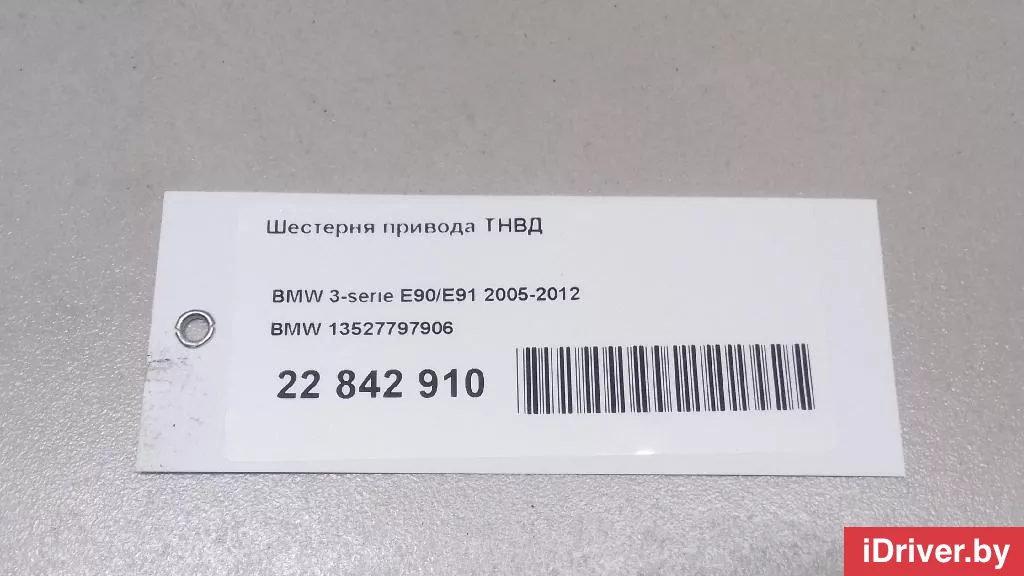 Шестерня привода ТНВД
BMW 3-serie E90/E91 2005-2012
BMW 13527797906
22 842 910
iDriver.by